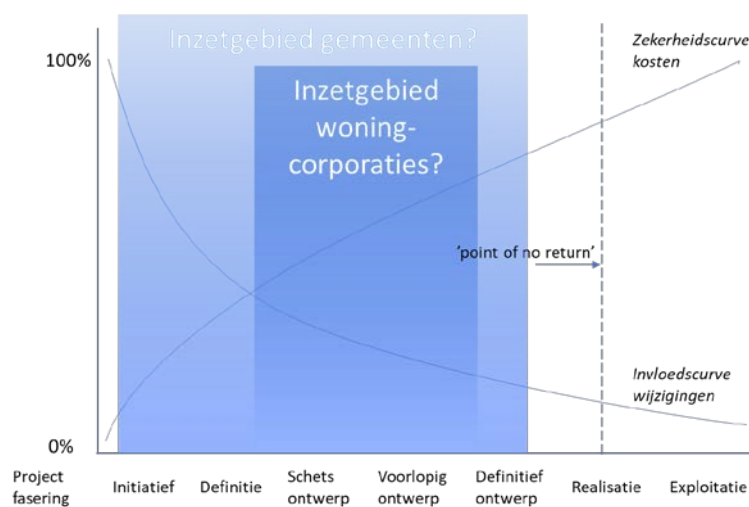 Inzetgebied gemeenten?
Zekerheidscurve
kosten
100%
Inzetgebied
woning-
corporaties?
'point of no return'
Invloedscurve
wijzigingen
0%
Project
fasering
Initiatief
Definitie
Schets
ontwerp
Voorlopig
ontwerp
Definitief
ontwerp
Realisatie
Exploitatie